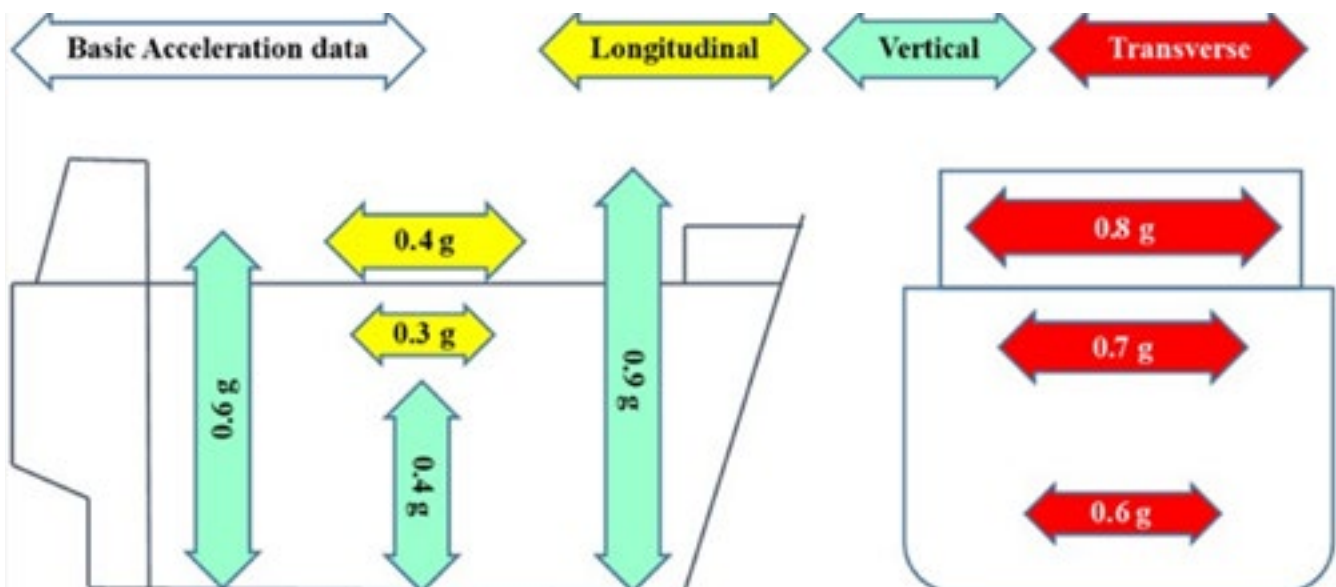 Basic Acceleration data
Longitudinal
Vertical
Transverse
0.4 g
0.3 g
0.6 g
0.4 g
0.9 g
0.8 g
0.7 g
0.6 g